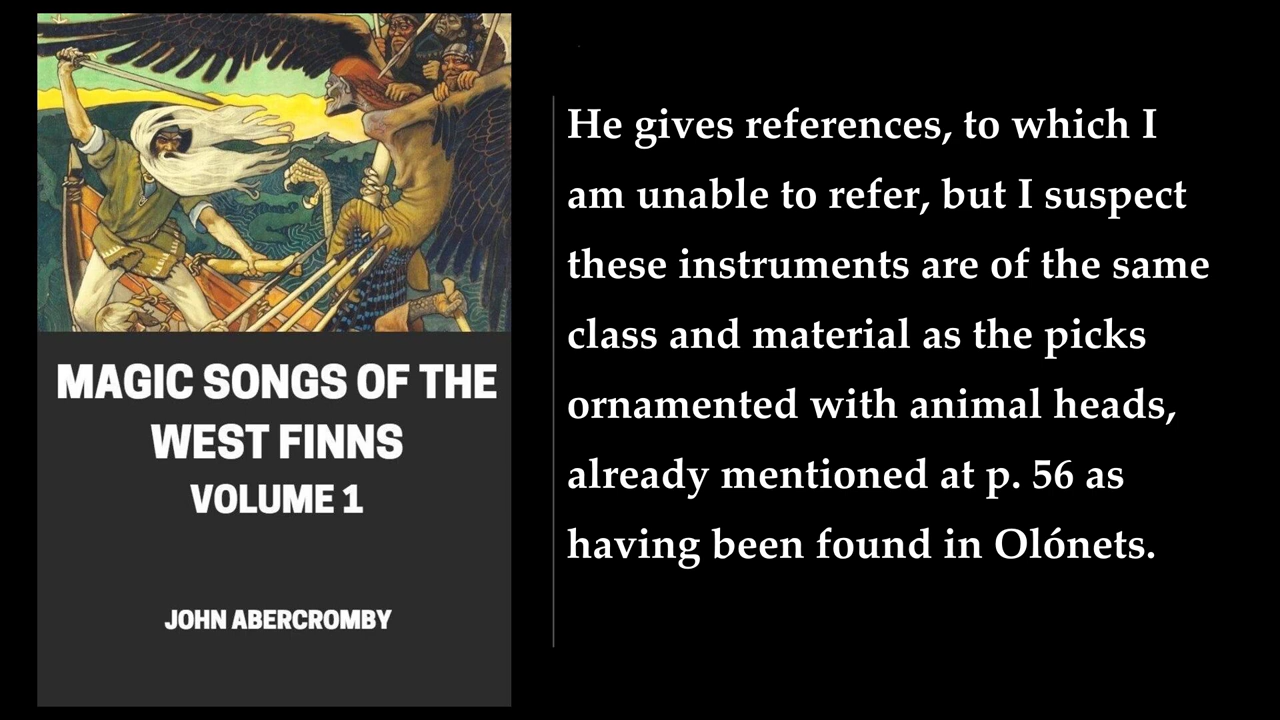 MAGIC SONGS OF THE
WEST FINNS
VOLUME 1
JOHN ABERCROMBY
He gives references, to which I
am unable to refer, but I suspect
these instruments are of the same
class and material as the picks
ornamented with animal heads,
already mentioned at p. 56 as
having been found in Olónets.